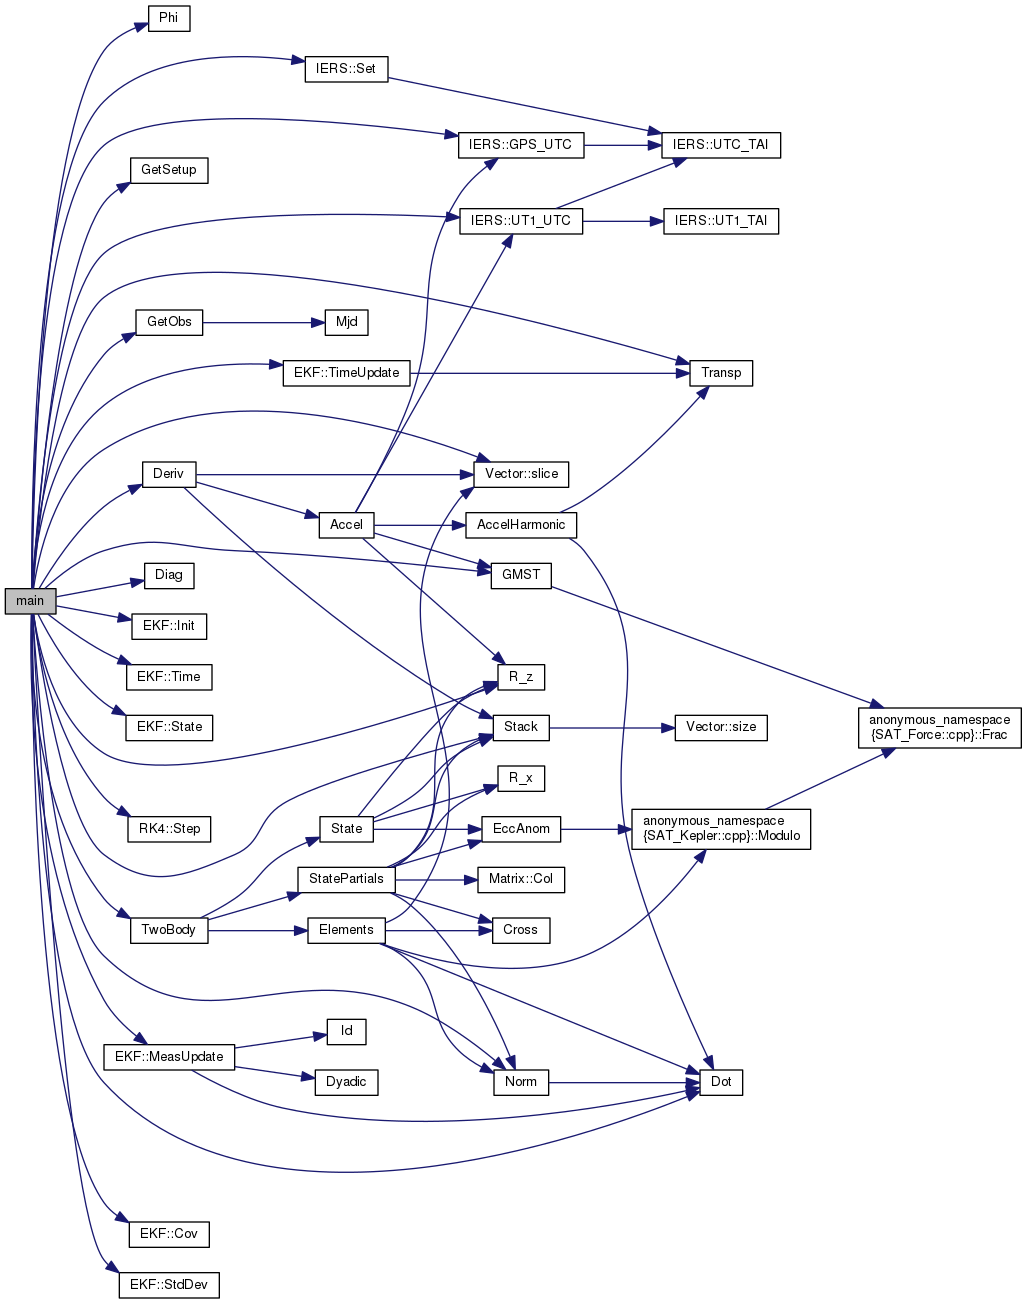 Phi
IERS::Set
IERS::GPS_UTC
IERS::UTC_TAI
GetSetup
IERS::UT1_UTC
IERS::UT1_TAI
GetObs
Mjd
EKF::TimeUpdate
Transp
Deriv
Vector::slice
Accel
AccelHarmonic
Diag
GMST
main
EKF::Init
EKF::Time
R_z
EKF::State
Stack
Vector::size
anonymous_namespace
{SAT_Force::cpp}::Frac
R_x
RK4::Step
State
EccAnom
anonymous_namespace
{SAT_Kepler::cpp}::Modulo
StatePartials
Matrix::Col
TwoBody
Elements
Cross
Id
EKF::MeasUpdate
Dyadic
Norm
Dot
EKF::Cov
EKF::StdDev